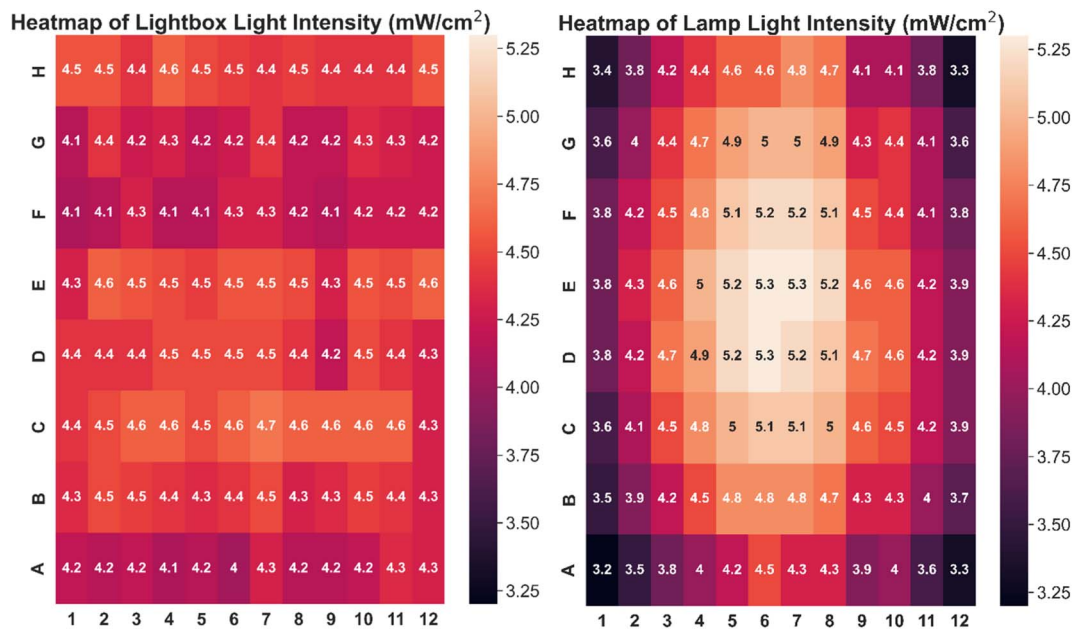 Heatmap of Lightbox Light Intensity (mW/cm²)
H 4.5 4.5 4.4 4.6 4.5 4.5 4.4 4.5 4.4 4.4 4.4 4.5
G 4.1 4.4 4.2 4.3 4.2 4.2 4.4 4.2 4.2 4.3 4.3 4.2
F 4.1 4.1 4.3 4.1 4.1 4.3 4.3 4.2 4.1 4.2 4.2 4.2
E 4.3 4.6 4.5 4.5 4.5 4.5 4.5 4.5 4.3 4.5 4.5 4.6
D 4.4 4.4 4.4 4.5 4.5 4.5 4.5 4.4 4.2 4.5 4.4 4.3
C 4.4 4.5 4.6 4.6 4.5 4.6 4.7 4.6 4.6 4.6 4.6 4.3
B 4.3 4.5 4.5 4.4 4.3 4.4 4.5 4.3 4.3 4.5 4.4 4.3
A 4.2 4.2 4.2 4.1 4.2 4 4.3 4.2 4.2 4.2 4.3 4.3
1 2 3 4 5 6 7 8 9 10 11 12
5.25
5.00
4.75
4.50
4.25
4.00
3.75
3.50
3.25
Heatmap of Lamp Light Intensity (mW/cm²)
H 3.4 3.8 4.2 4.4 4.6 4.6 4.8 4.7 4.1 4.1 3.8 3.3
G 3.6 4 4.4 4.7 4.9 5 5 4.9 4.3 4.4 4.1 3.6
F 3.8 4.2 4.5 4.8 5.1 5.2 5.2 5.1 4.5 4.4 4.1 3.8
E 3.8 4.3 4.6 5 5.2 5.3 5.3 5.2 4.6 4.6 4.2 3.9
D 3.8 4.2 4.7 4.9 5.2 5.3 5.2 5.1 4.7 4.6 4.2 3.9
C 3.6 4.1 4.5 4.8 5 5.1 5.1 5 4.6 4.5 4.2 3.9
B 3.5 3.9 4.2 4.5 4.8 4.8 4.8 4.7 4.3 4.3 4 3.7
A 3.2 3.5 3.8 4 4.2 4.5 4.3 4.3 3.9 4 3.6 3.3
1 2 3 4 5 6 7 8 9 10 11 12
5.25
5.00
4.75
4.50
4.25
4.00
3.75
3.50
3.25